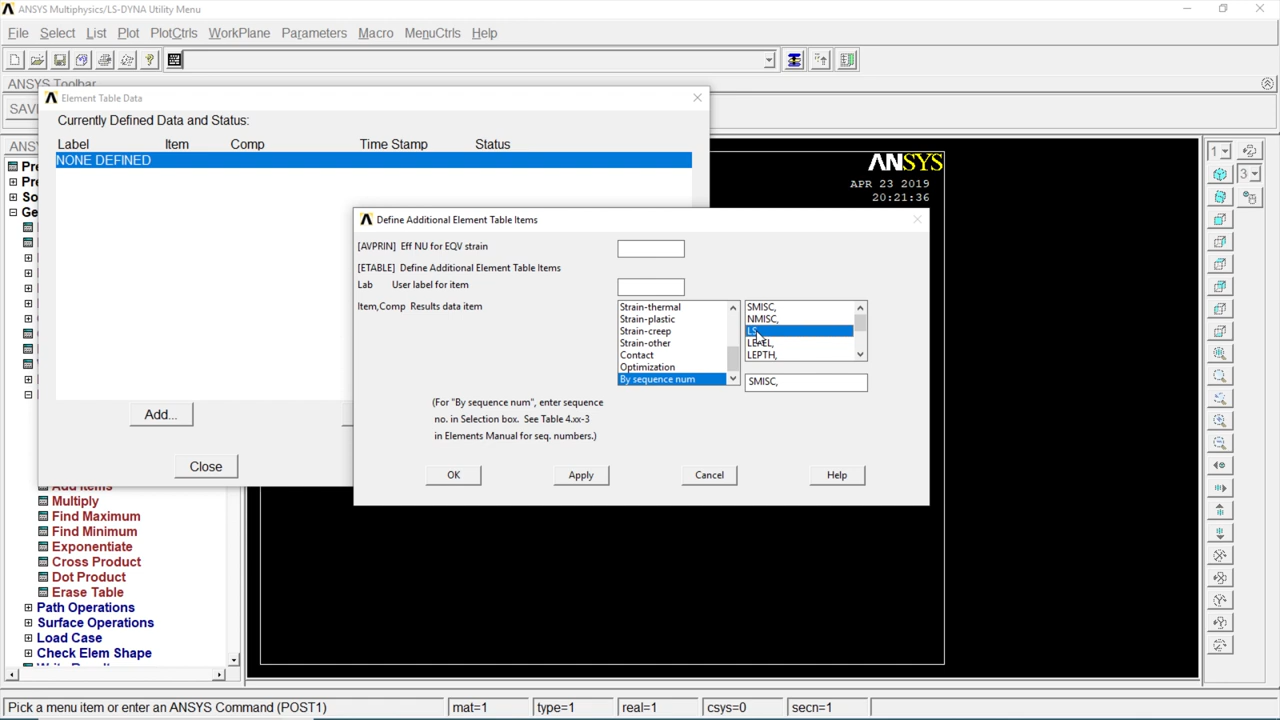 ANSYS Multiphysics/LS-DYNA Utility Menu
File Select List Plot PlotCtrls WorkPlane Parameters Macro MenuCtrls Help
ANSYS Toolbar
Element Table Data
Currently Defined Data and Status:
Label Item Comp Time Stamp Status
NONE DEFINED
Add...
Close
Define Additional Element Table Items
[AVPRIN] Eff NU for EQV strain
[ETABLE] Define Additional Element Table Items
Lab User label for item
Item,Comp Results data item
Strain-thermal
Strain-plastic
Strain-creep
Strain-other
Contact
Optimization
By sequence num
SMISC,
NMISC,
LS,
LEPEL,
LEPTH,
SMISC,
(For "By sequence num", enter sequence
no. in Selection box. See Table 4.xx-3
in Elements Manual for seq. numbers.)
OK Apply Cancel Help
ANSYS
APR 23 2019
20:21:36
1
3
Multiply
Find Maximum
Find Minimum
Exponentiate
Cross Product
Dot Product
Erase Table
Path Operations
Surface Operations
Load Case
Check Elem Shape
Pick a menu item or enter an ANSYS Command (POST1) mat=1 type=1 real=1 csys=0 secn=1